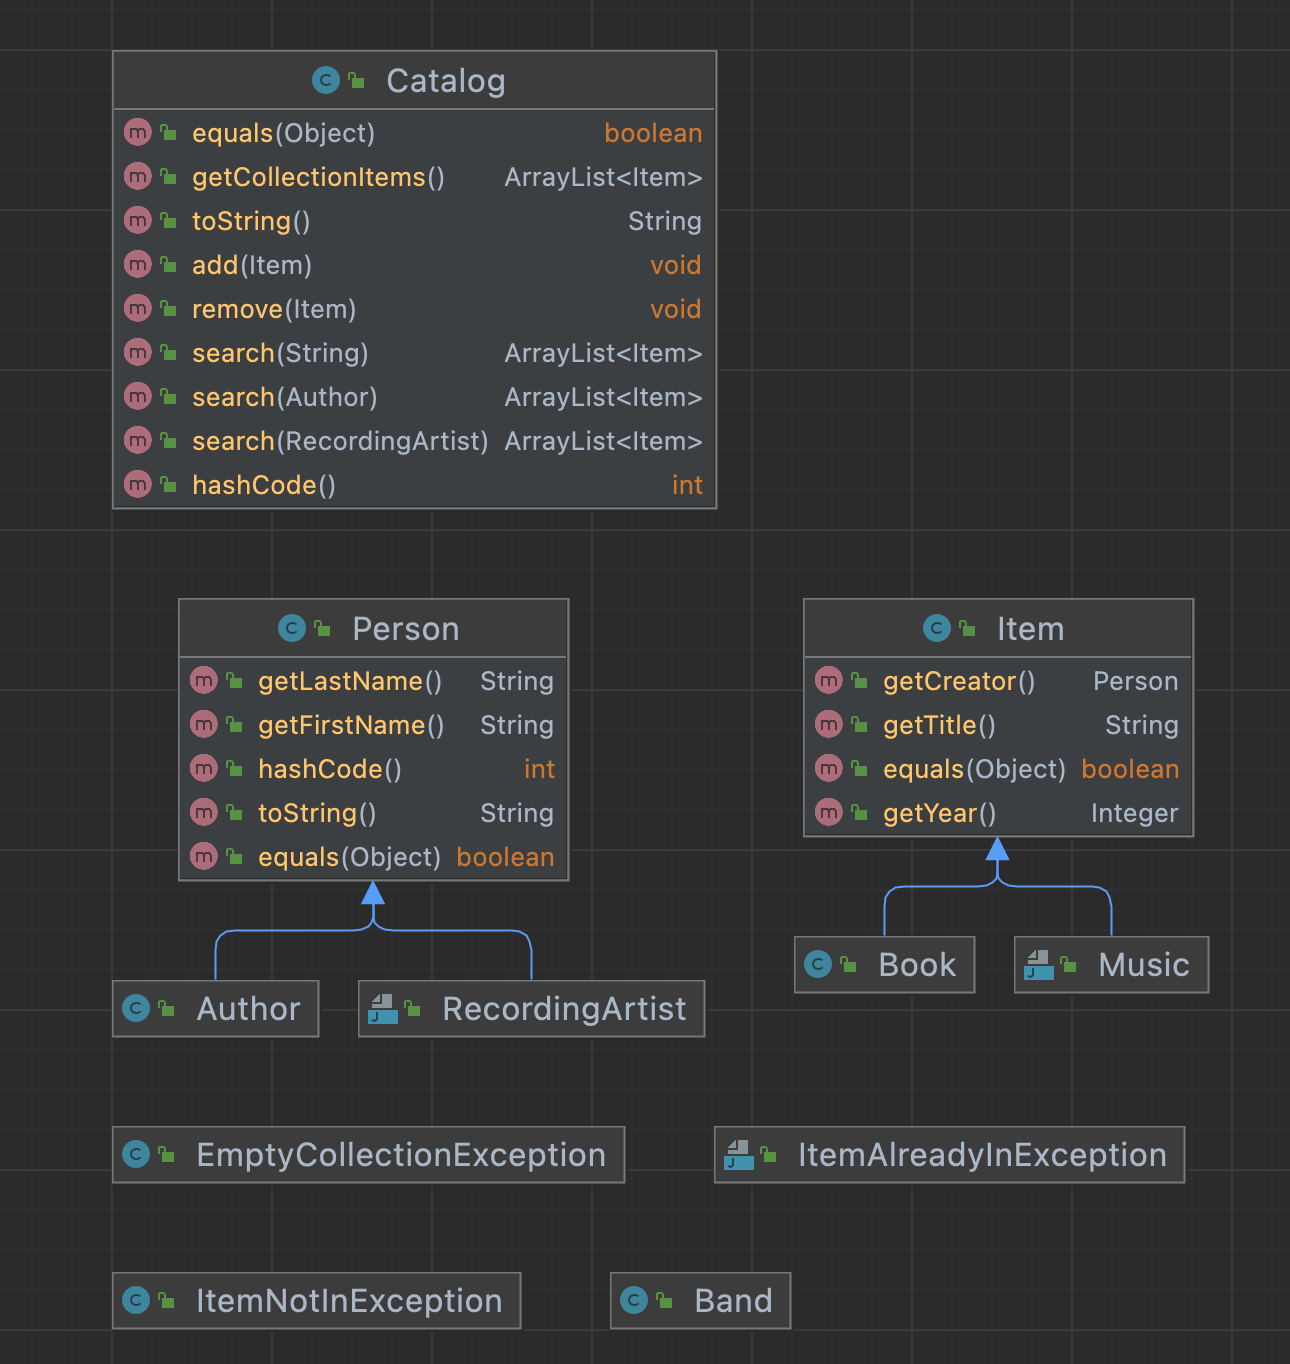 Catalog
equals(Object) boolean
getCollectionItems() ArrayList<Item>
toString() String
add(Item) void
remove(Item) void
search(String) ArrayList<Item>
search(Author) ArrayList<Item>
search(RecordingArtist) ArrayList<Item>
hashCode() int
Person
getLastName() String
getFirstName() String
hashCode() int
toString() String
equals(Object) boolean
Item
getCreator() Person
getTitle() String
equals(Object) boolean
getYear() Integer
Author
RecordingArtist
Book
Music
EmptyCollectionException
ItemAlreadyInException
ItemNotInException
Band